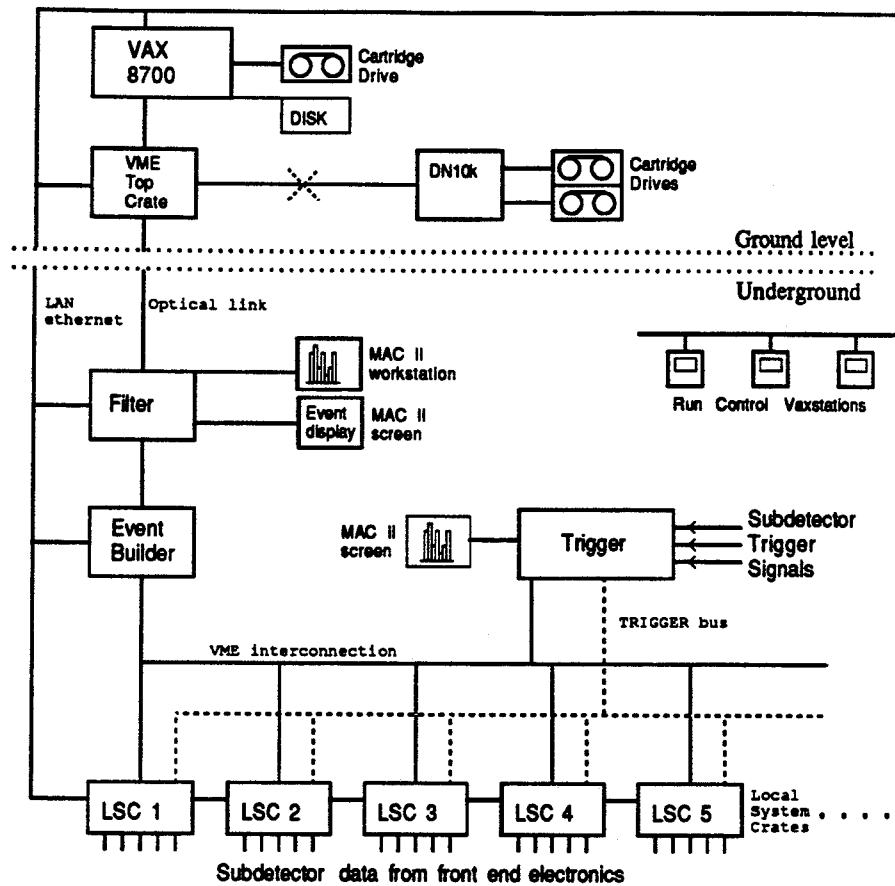 VAX
8700
Cartridge
Drive
DISK
VME
Top
Crate
DN10k
Cartridge
Drives
Ground level
Underground
LAN
ethernet
Optical link
MAC II
workstation
Filter
Event
display
MAC II
screen
Run Control Vaxstations
Event
Builder
MAC II
screen
Trigger
Subdetector
Trigger
Signals
TRIGGER bus
VME interconnection
LSC 1
LSC 2
LSC 3
LSC 4
LSC 5
Local
System
Crates
Subdetector data from front end electronics